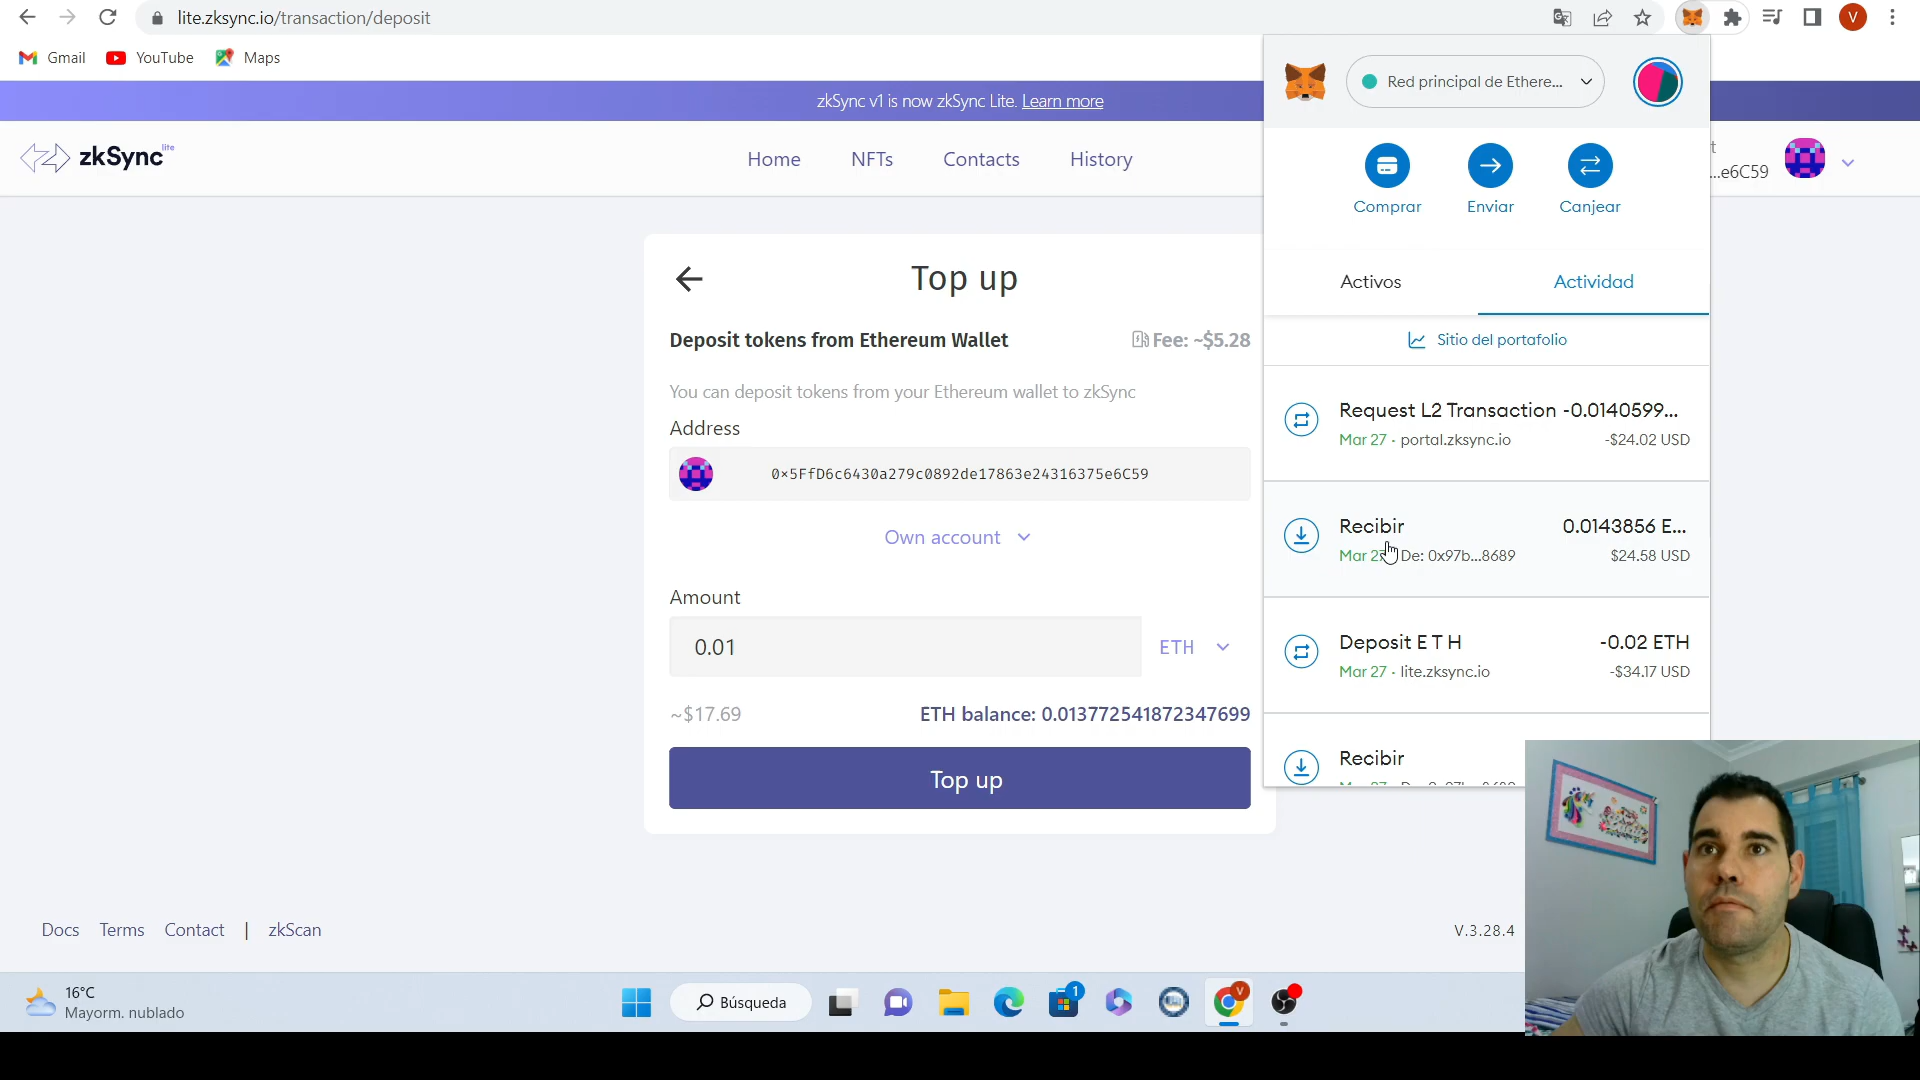 lite.zksync.io/transaction/deposit
V
Gmail
YouTube
Maps
zkSync v1 is now zkSync Lite. Learn more
zkSync lite
Home
NFTs
Contacts
History
...e6C59
Red principal de Ethere...
Comprar
Enviar
Canjear
Activos
Actividad
Sitio del portafolio
Request L2 Transaction -0.0140599...
Mar 27 · portal.zksync.io -$24.02 USD
Recibir 0.0143856 E...
De: 0x97b...8689 $24.58 USD
Deposit E T H -0.02 ETH
Mar 27 · lite.zksync.io -$34.17 USD
Recibir
Top up
Deposit tokens from Ethereum Wallet
Fee: ~$5.28
You can deposit tokens from your Ethereum wallet to zkSync
Address
0×5FfD6c6430a279c0892de17863e24316375e6C59
Own account
Amount
0.01
ETH
~$17.69
ETH balance: 0.013772541872347699
Top up
Docs
Terms
Contact
|
zkScan
V.3.28.4
16°C
Mayorm. nublado
Búsqueda
1
V